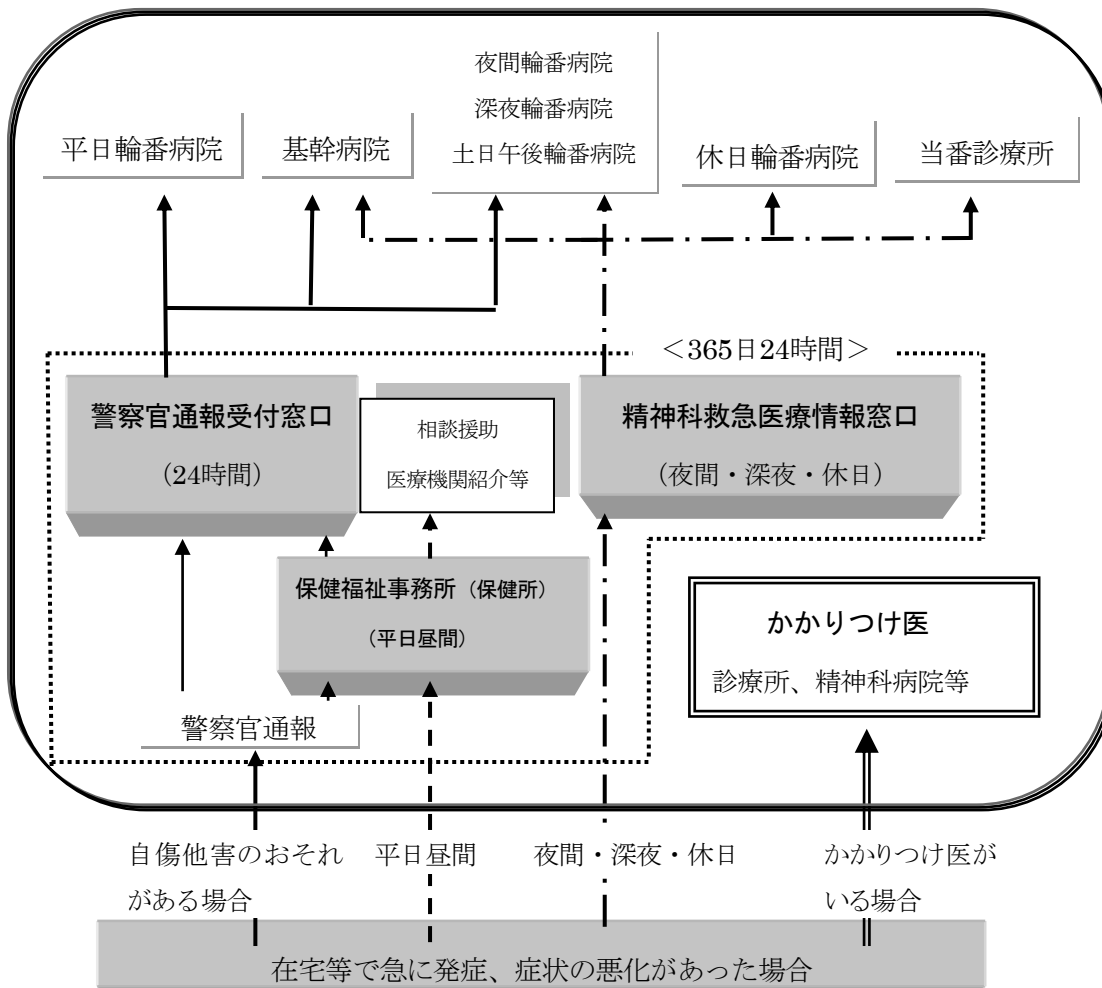 夜間輪番病院
深夜輪番病院
土日午後輪番病院
平日輪番病院
基幹病院
休日輪番病院
当番診療所
＜365日24時間＞
警察官通報受付窓口
（24時間）
相談援助
医療機関紹介等
精神科救急医療情報窓口
（夜間・深夜・休日）
保健福祉事務所（保健所）
（平日昼間）
かかりつけ医
診療所、精神科病院等
警察官通報
自傷他害のおそれ
がある場合
平日昼間
夜間・深夜・休日
かかりつけ医が
いる場合
在宅等で急に発症、症状の悪化があった場合